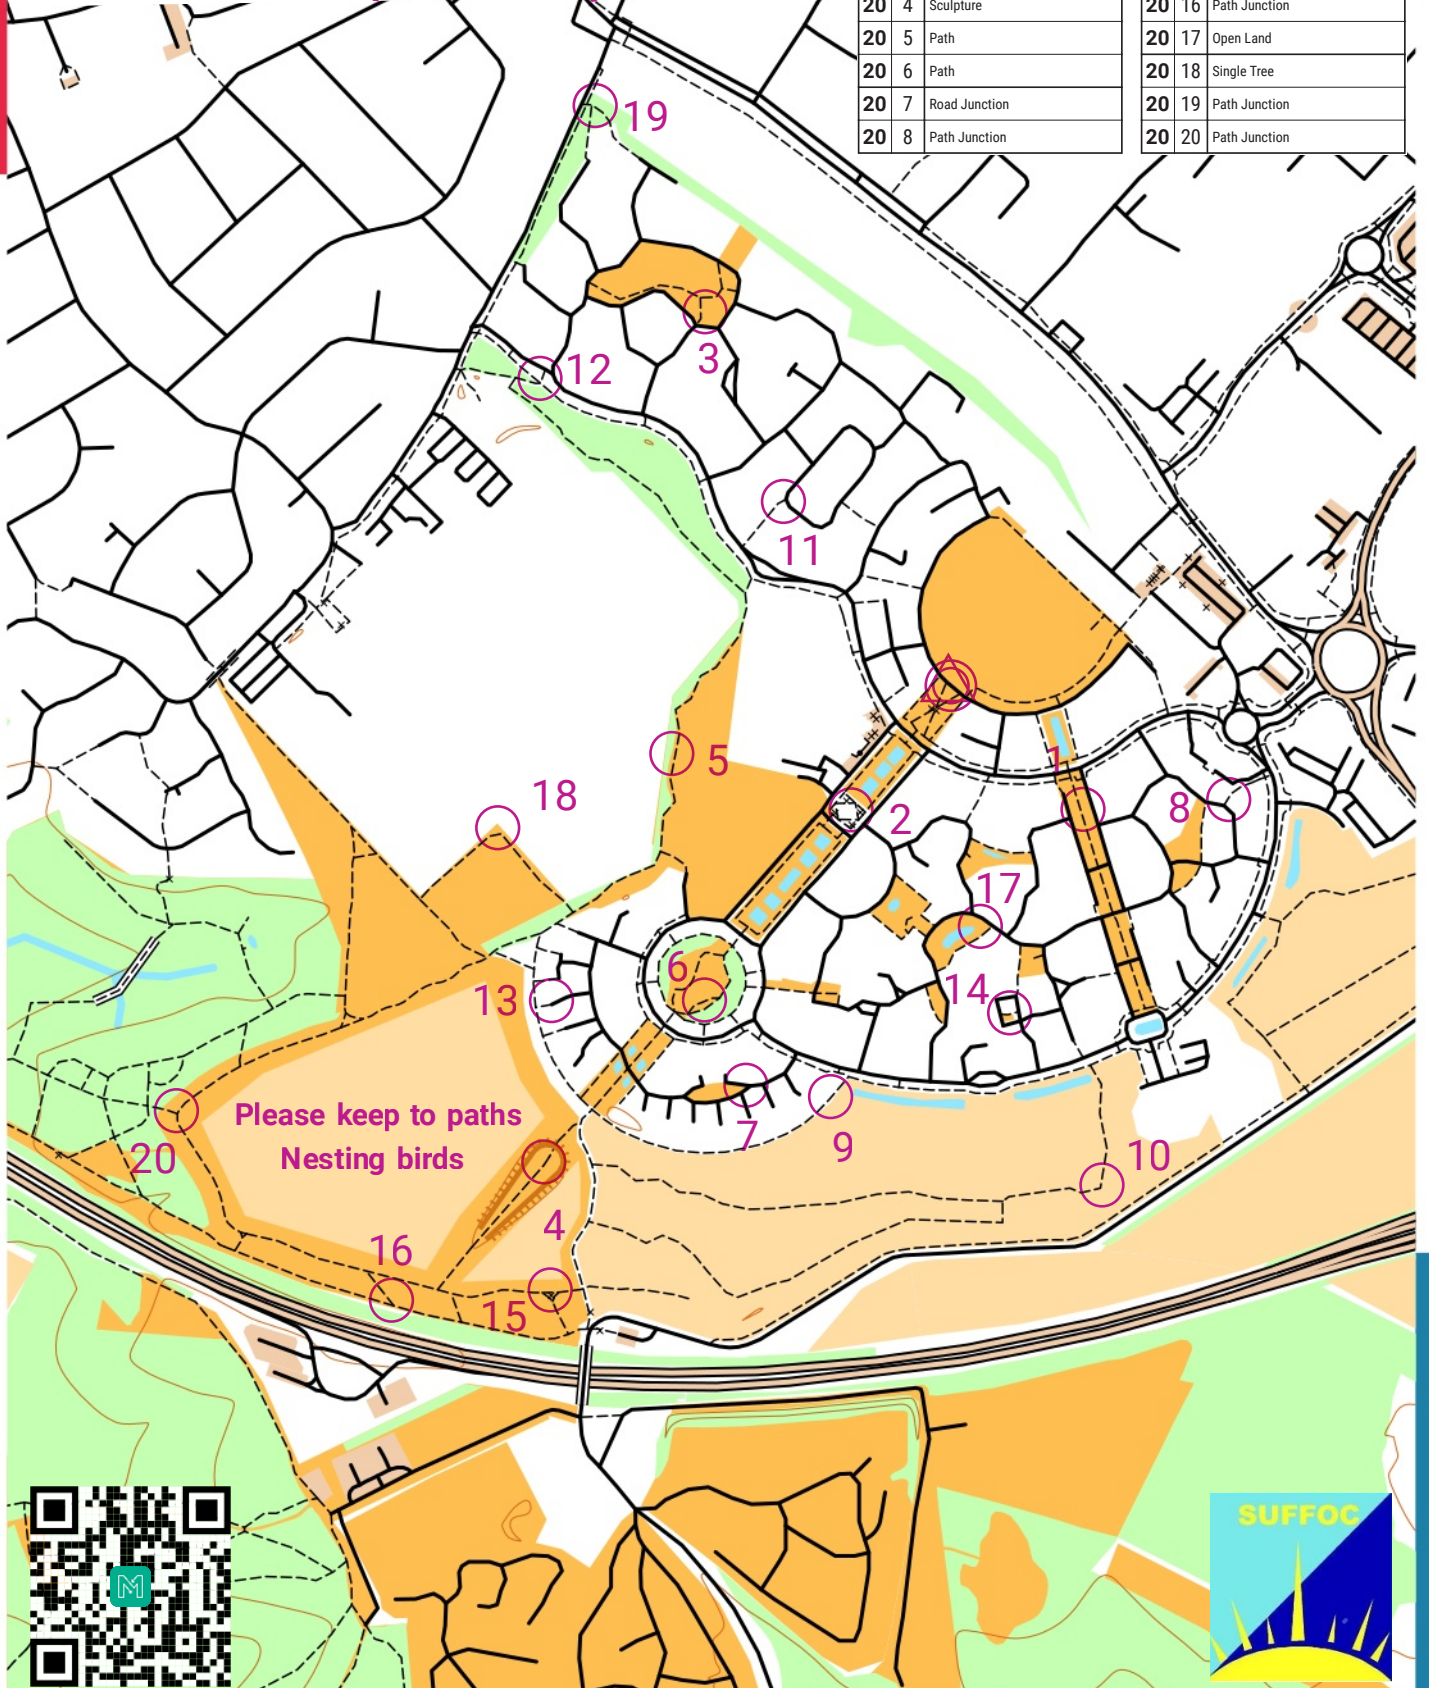 20 4 Sculpture
20 5 Path
20 6 Path
20 7 Road Junction
20 8 Path Junction
20 16 Path Junction
20 17 Open Land
20 18 Single Tree
20 19 Path Junction
20 20 Path Junction
19
3
12
11
5
18
1
8
2
17
6
13
14
Please keep to paths
Nesting birds
20
7
9
10
4
16
15
SUFFOC